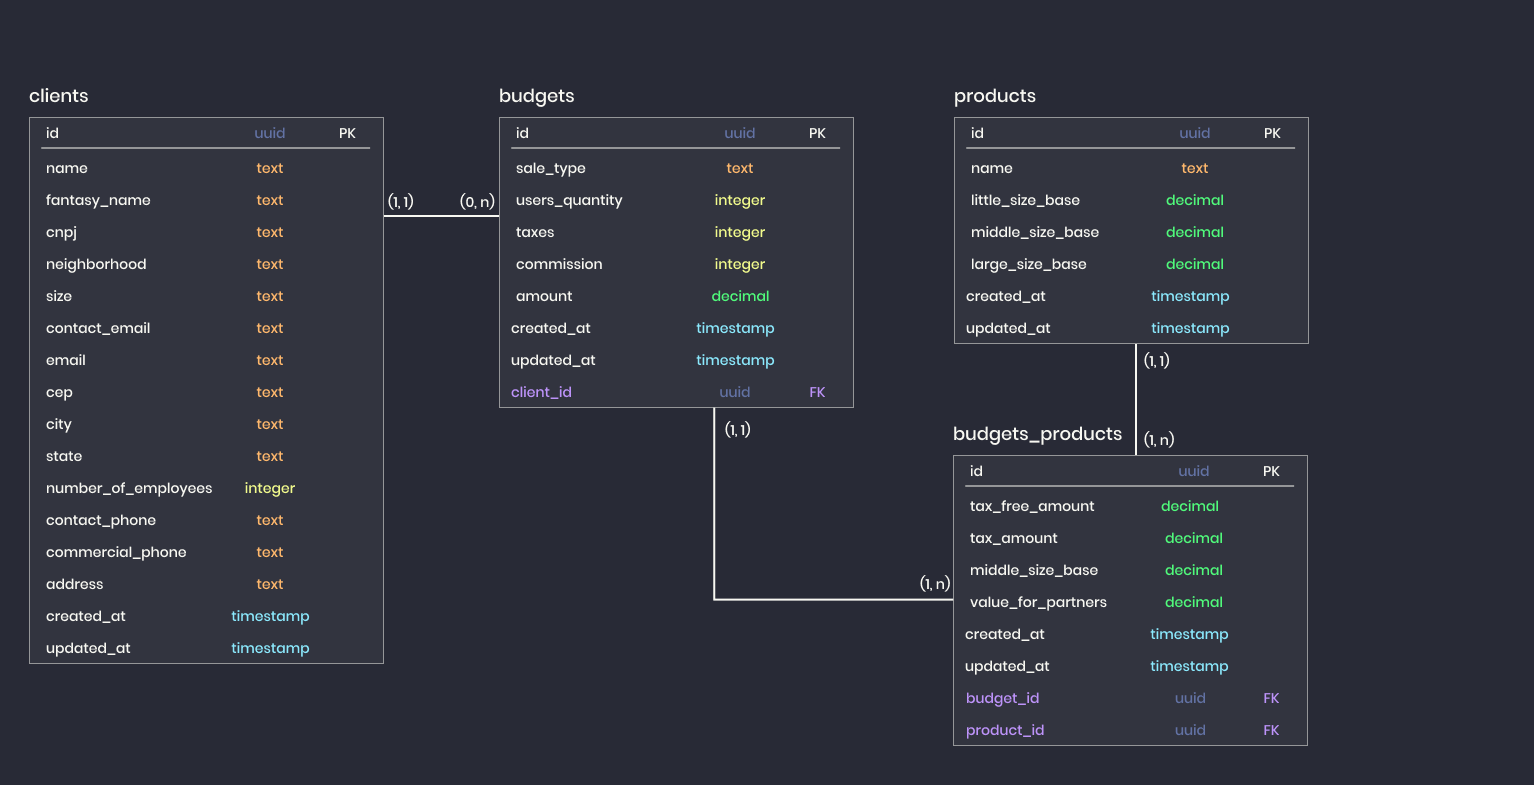 clients
id uuid PK
name text
fantasy_name text
cnpj text
neighborhood text
size text
contact_email text
email text
cep text
city text
state text
number_of_employees integer
contact_phone text
commercial_phone text
address text
created_at timestamp
updated_at timestamp
(1, 1)
(0, n)
budgets
id uuid PK
sale_type text
users_quantity integer
taxes integer
commission integer
amount decimal
created_at timestamp
updated_at timestamp
client_id uuid FK
(1, 1)
(1, n)
products
id uuid PK
name text
little_size_base decimal
middle_size_base decimal
large_size_base decimal
created_at timestamp
updated_at timestamp
(1, 1)
(1, n)
budgets_products
id uuid PK
tax_free_amount decimal
tax_amount decimal
middle_size_base decimal
value_for_partners decimal
created_at timestamp
updated_at timestamp
budget_id uuid FK
product_id uuid FK